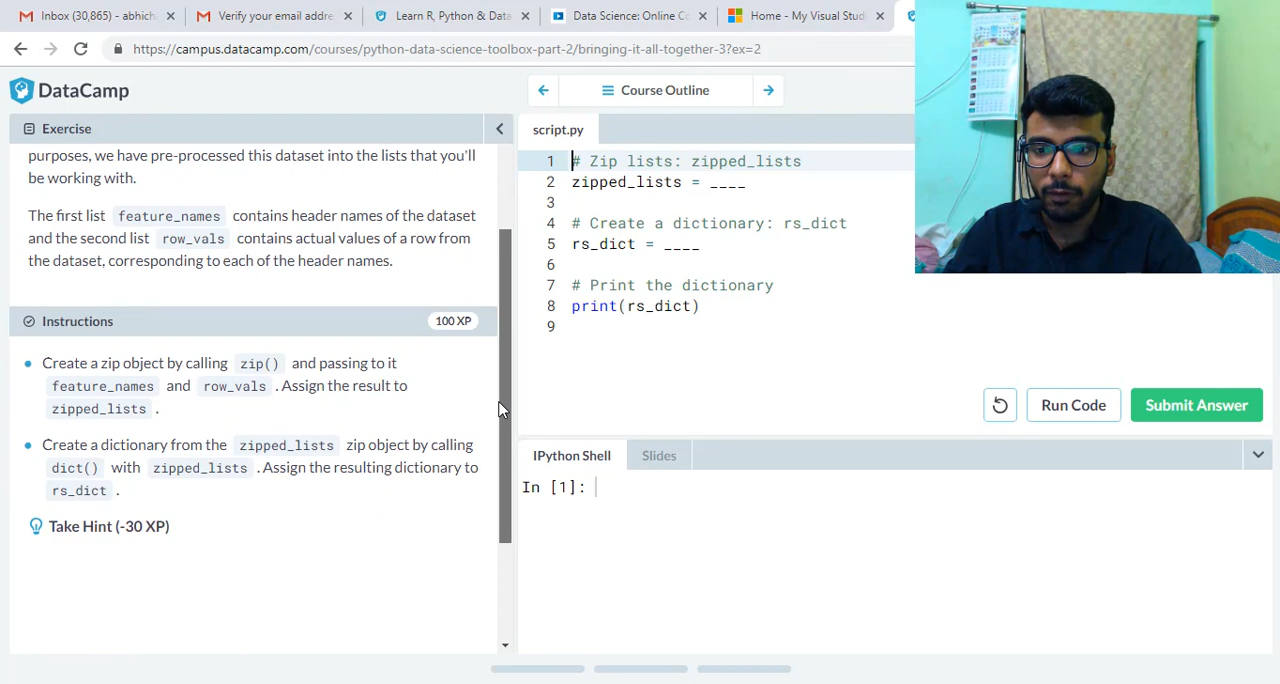 Inbox (30,865) - abhich
Verify your email addre
Learn R, Python & Data
Data Science: Online Co
Home - My Visual Stud
https://campus.datacamp.com/courses/python-data-science-toolbox-part-2/bringing-it-all-together-3?ex=2
DataCamp
Course Outline
Exercise
purposes, we have pre-processed this dataset into the lists that you'll
be working with.
The first list feature_names contains header names of the dataset
and the second list row_vals contains actual values of a row from
the dataset, corresponding to each of the header names.
Instructions
100 XP
Create a zip object by calling zip() and passing to it
feature_names and row_vals . Assign the result to
zipped_lists .
Create a dictionary from the zipped_lists zip object by calling
dict() with zipped_lists . Assign the resulting dictionary to
rs_dict .
Take Hint (-30 XP)
script.py
1 # Zip lists: zipped_lists
2 zipped_lists = ____
3
4 # Create a dictionary: rs_dict
5 rs_dict = ____
6
7 # Print the dictionary
8 print(rs_dict)
9
Run Code
Submit Answer
IPython Shell
Slides
In [1]: